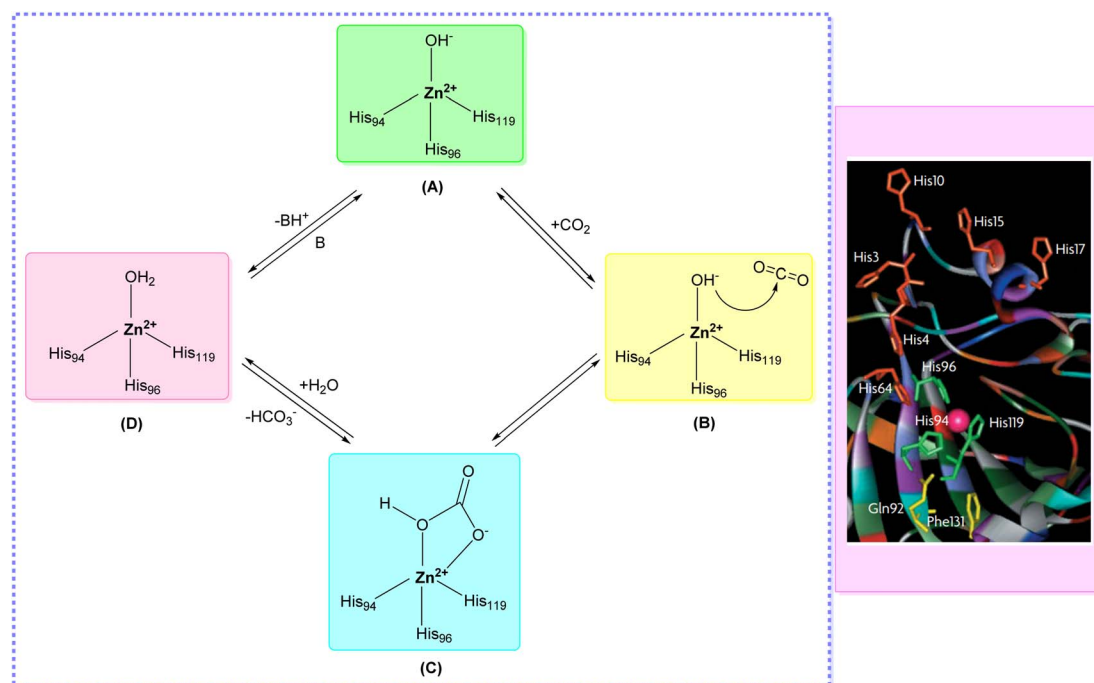 OH⁻
Zn²⁺
His₉₄
His₁₁₉
His₉₆
(A)
-BH⁺
B
+CO₂
OH₂
Zn²⁺
His₉₄
His₁₁₉
His₉₆
(D)
O=C=O
OH⁻
Zn²⁺
His₉₄
His₁₁₉
His₉₆
(B)
+H₂O
-HCO₃⁻
O
H
O
O⁻
Zn²⁺
His₉₄
His₁₁₉
His₉₆
(C)
His10
His15
His17
His3
His4
His96
His64
His94
His119
Gln92
Phe131